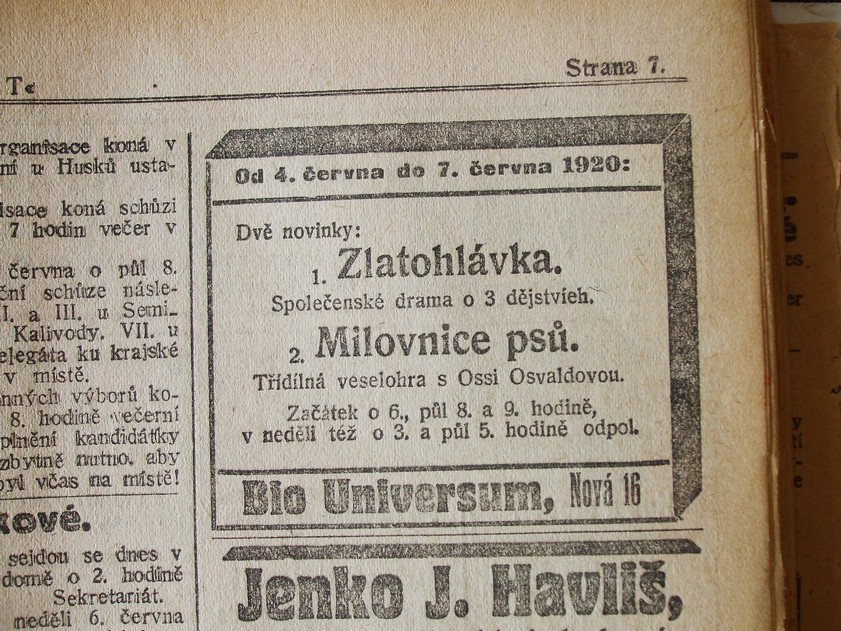 T«
Strana 7.
rganisace koná v
ní u Husků usta-
isace koná schůzi
7 hodin večer v
června o půl 8.
ční schůze násle-
I. a III. u Semi-
Kalivody. VII. u
elegáta ku krajské
v místě.
nných výborů ko-
8. hodině večerní
plnění kandidátky
zbytně nutno, aby
byl včas na místě!
kové.
sejdou se dnes v
domě o 2. hodině
Sekretariát.
neděli 6. června
Od 4. června do 7. června 1920:
Dvě novinky:
1. Zlatohlávka.
Společenské drama o 3 dějstvích.
2. Milovnice psů.
Třídílná veselohra s Ossi Osvaldovou.
Začátek o 6., půl 8. a 9. hodině,
v neděli též o 3. a půl 5. hodině odpol.
Bio Universum, Nová 16
Jenko J. Havliš,